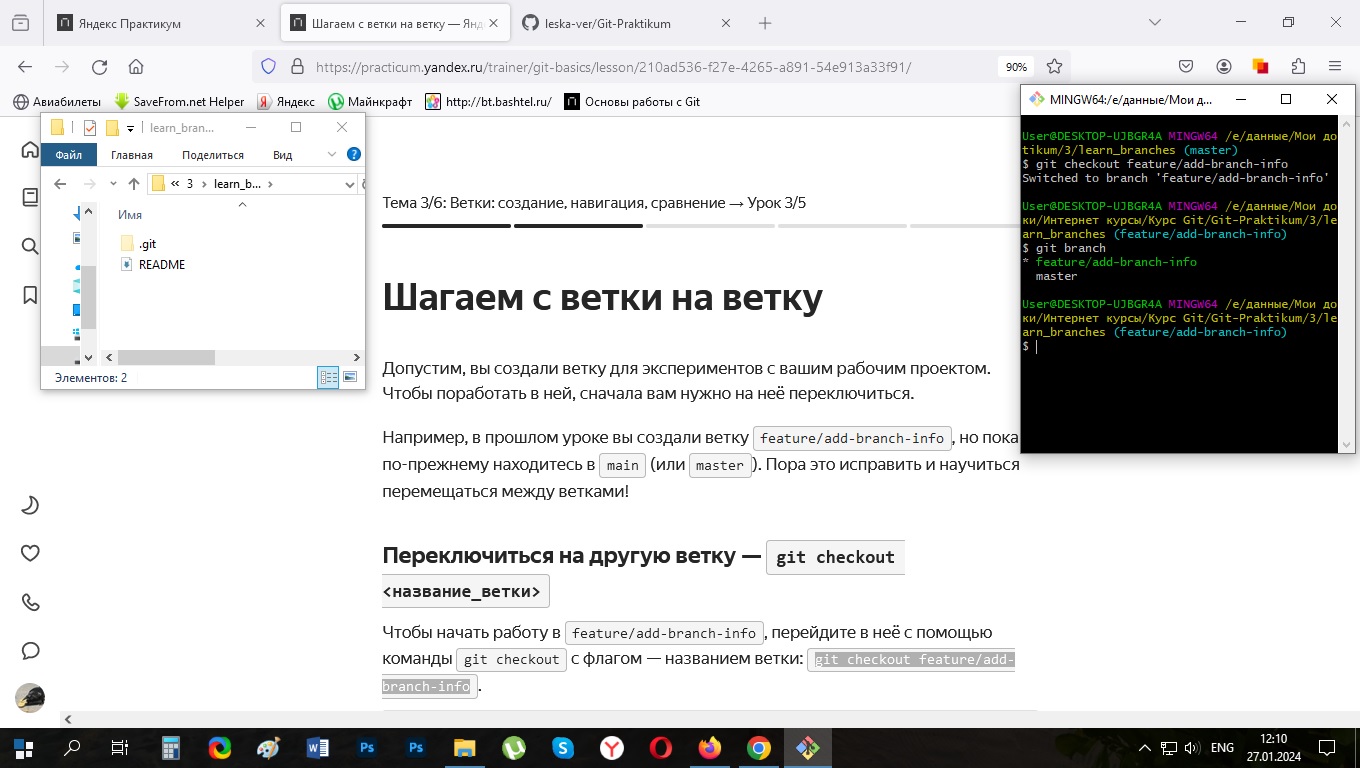 Яндекс Практикум
Шагаем с ветки на ветку — Янд
leska-ver/Git-Praktikum
https://practicum.yandex.ru/trainer/git-basics/lesson/210ad536-f27e-4265-a891-54e913a33f91/
90%
Авиабилеты
SaveFrom.net Helper
Яндекс
Майнкрафт
http://bt.bashtel.ru/
Основы работы с Git
learn_bran...
Файл
Главная
Поделиться
Вид
« 3 › learn_b... ›
Имя
.git
README
Элементов: 2
Тема 3/6: Ветки: создание, навигация, сравнение → Урок 3/5
Шагаем с ветки на ветку
Допустим, вы создали ветку для экспериментов с вашим рабочим проектом.
Чтобы поработать в ней, сначала вам нужно на неё переключиться.
Например, в прошлом уроке вы создали ветку feature/add-branch-info, но пока
по-прежнему находитесь в main (или master). Пора это исправить и научиться
перемещаться между ветками!
Переключиться на другую ветку — git checkout
<название_ветки>
Чтобы начать работу в feature/add-branch-info, перейдите в неё с помощью
команды git checkout с флагом — названием ветки: git checkout feature/add-
branch-info.
MINGW64:/e/данные/Мои д...
User@DESKTOP-UJBGR4A MINGW64 /e/данные/Мои до
tikum/3/learn_branches (master)
$ git checkout feature/add-branch-info
Switched to branch 'feature/add-branch-info'
User@DESKTOP-UJBGR4A MINGW64 /e/данные/Мои до
ки/Интернет курсы/Курс Git/Git-Praktikum/3/le
arn_branches (feature/add-branch-info)
$ git branch
* feature/add-branch-info
master
User@DESKTOP-UJBGR4A MINGW64 /e/данные/Мои до
ки/Интернет курсы/Курс Git/Git-Praktikum/3/le
arn_branches (feature/add-branch-info)
$
ENG
12:10
27.01.2024